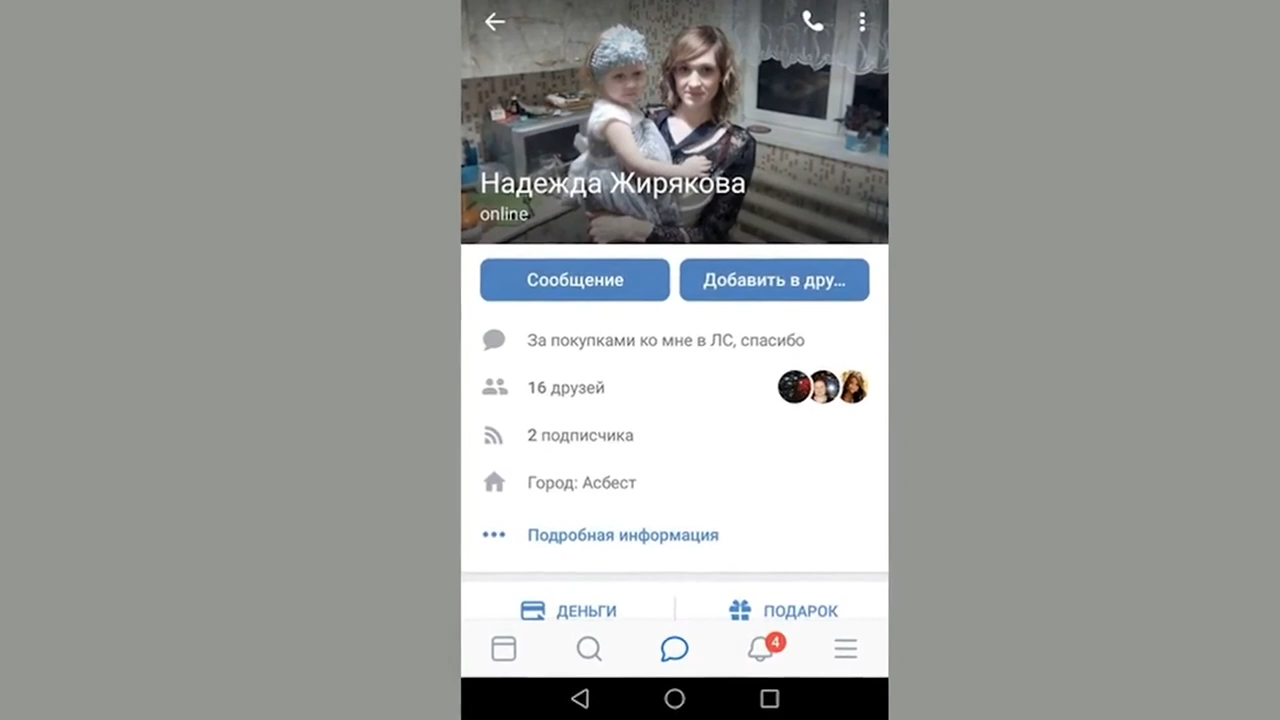 Надежда Жирякова
online
Сообщение
Добавить в дру...
За покупками ко мне в ЛС, спасибо
16 друзей
2 подписчика
Город: Асбест
Подробная информация
ДЕНЬГИ
ПОДАРОК
4